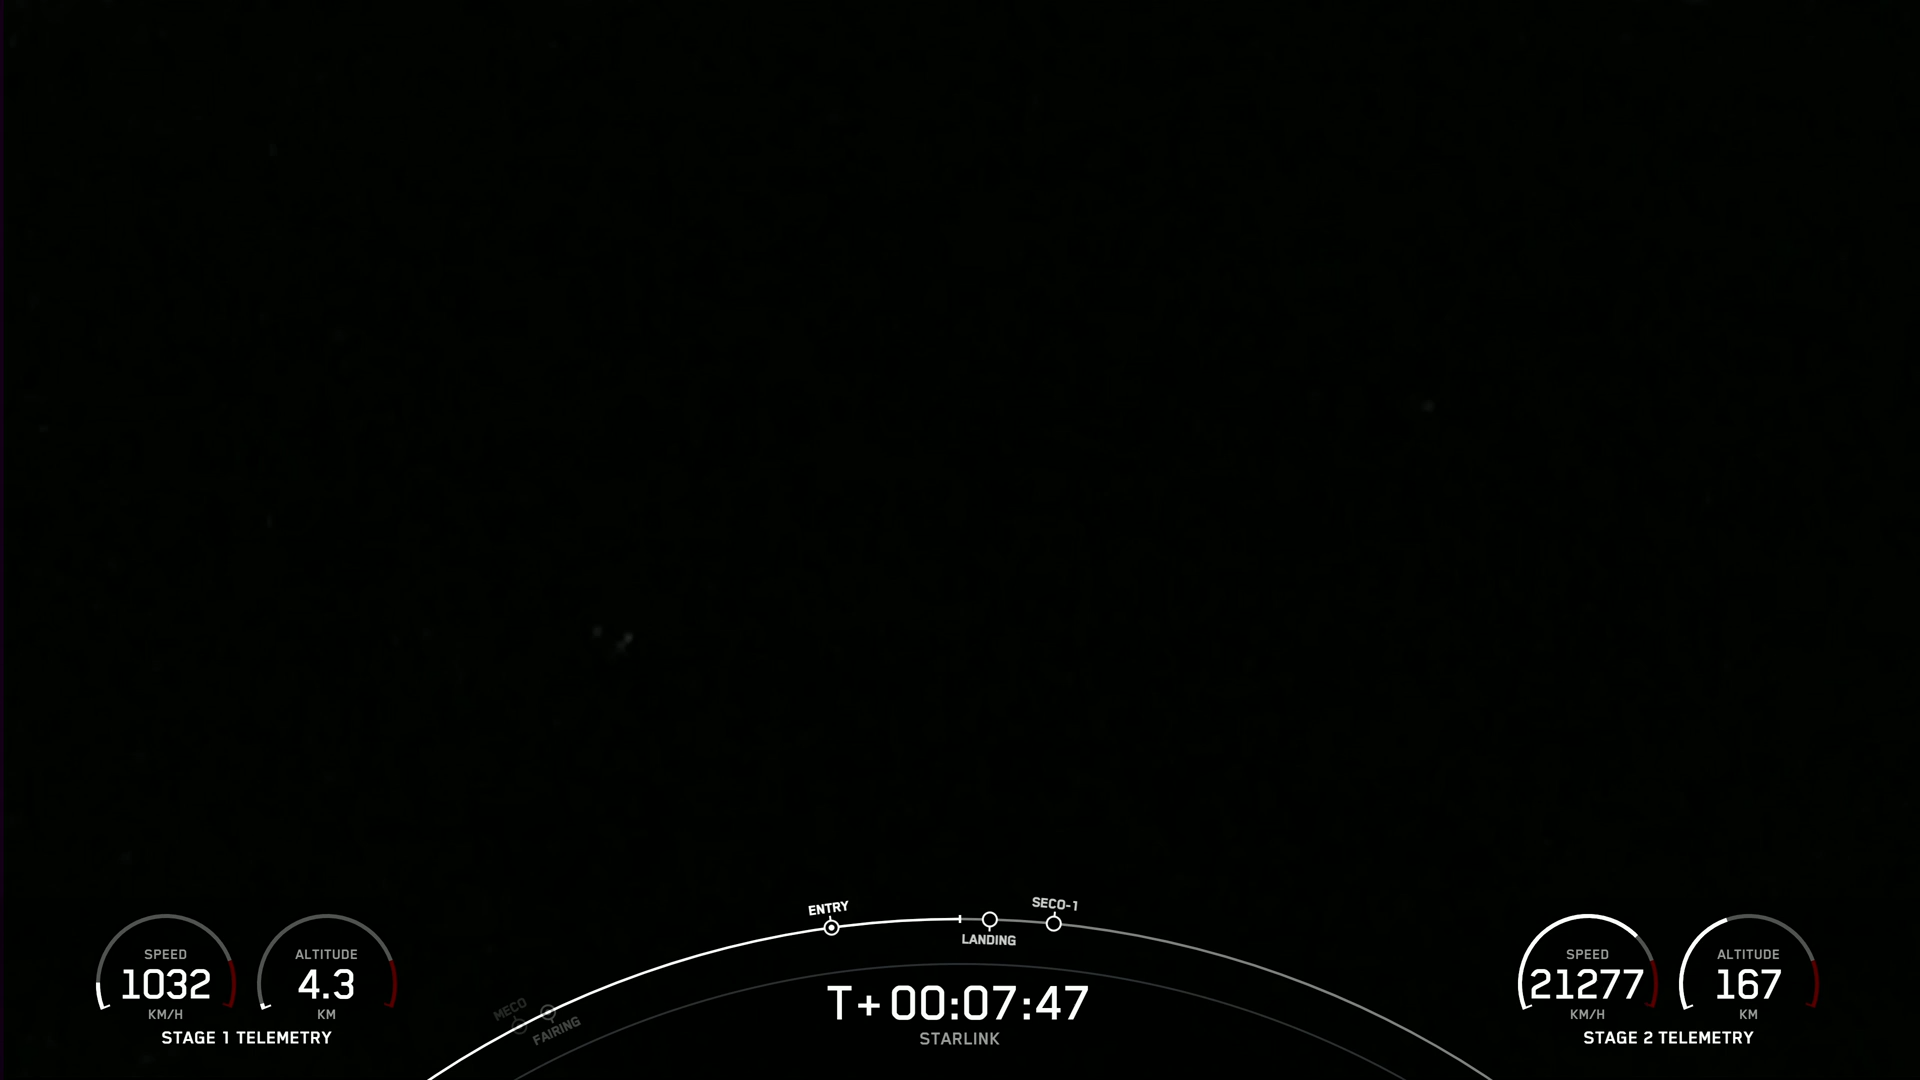 ENTRY
SECO-1
LANDING
MECO
FAIRING
SPEED
1032
KM/H
ALTITUDE
4.3
KM
STAGE 1 TELEMETRY
T+00:07:47
STARLINK
SPEED
21277
KM/H
ALTITUDE
167
KM
STAGE 2 TELEMETRY